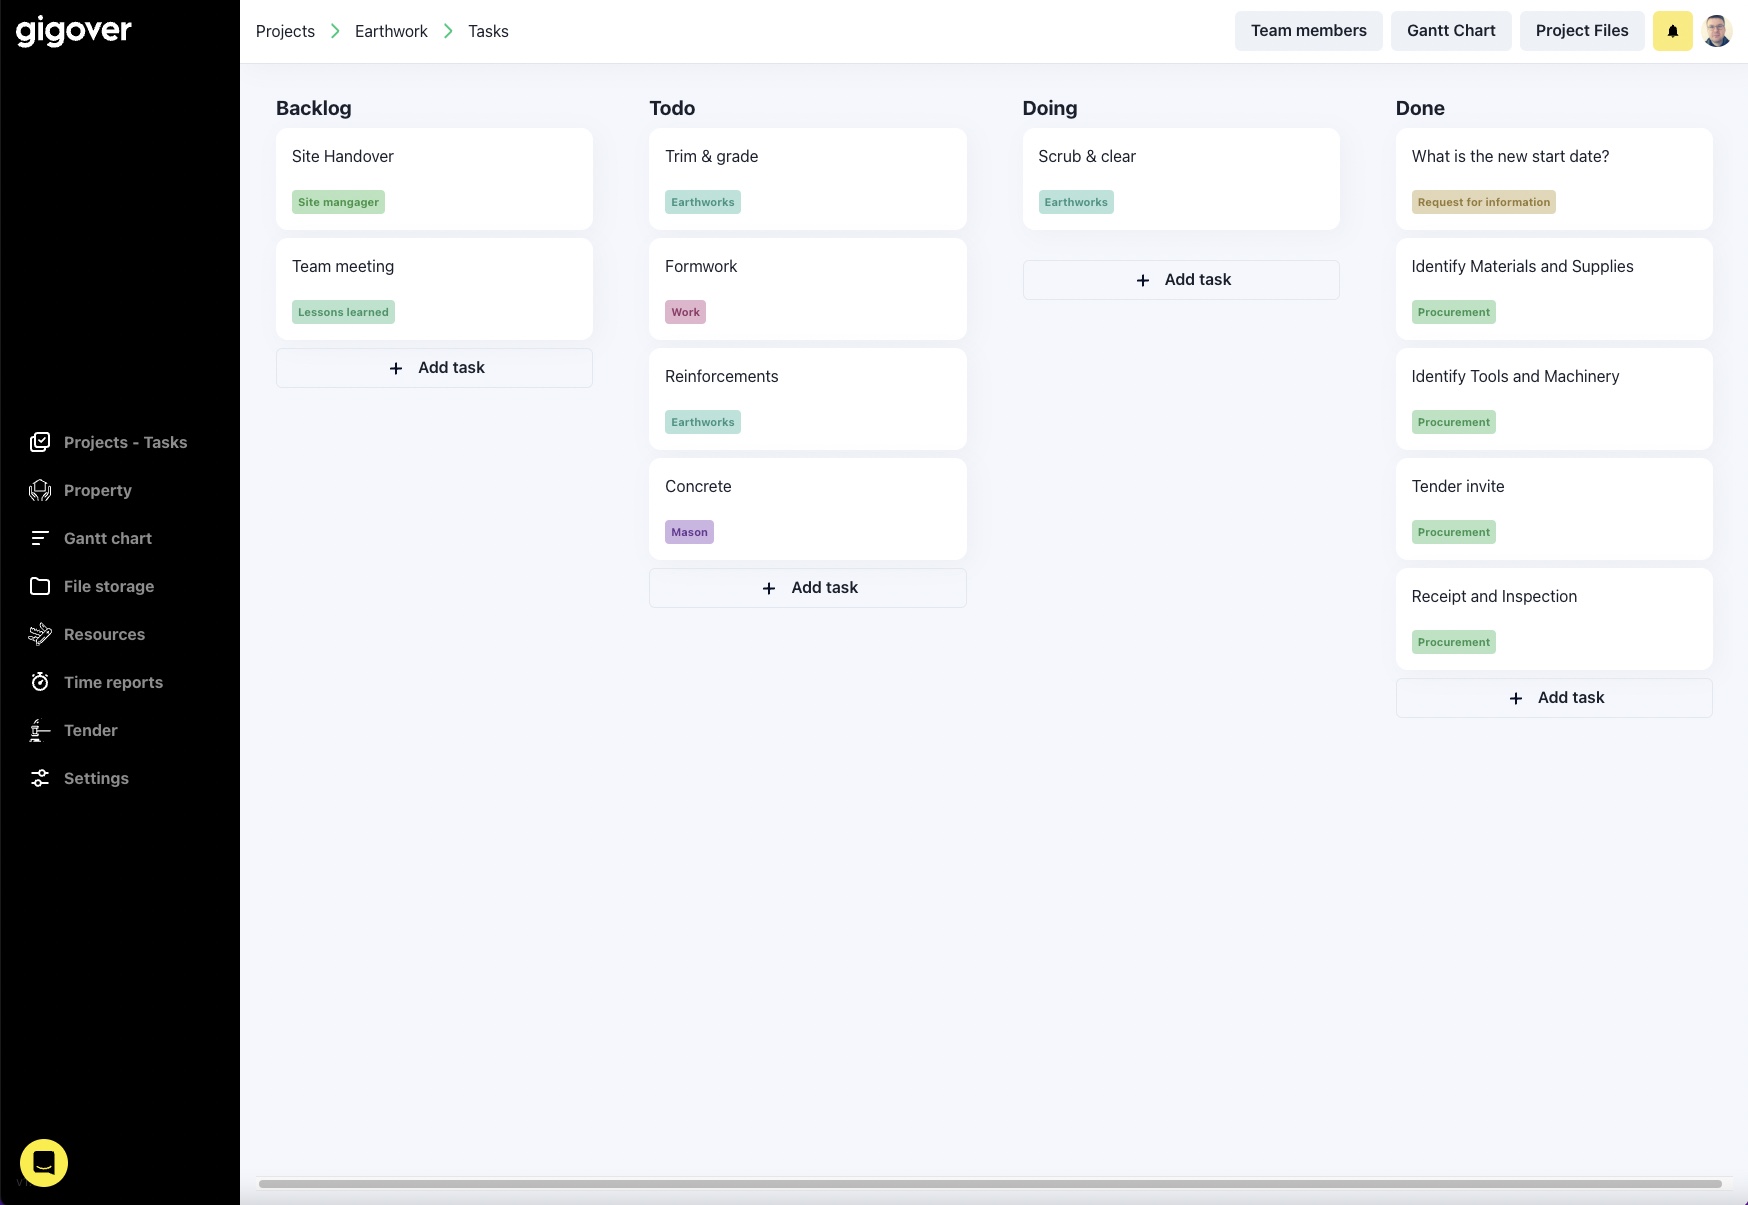 gigover
Projects > Earthwork > Tasks
Team members
Gantt Chart
Project Files
Projects - Tasks
Property
Gantt chart
File storage
Resources
Time reports
Tender
Settings
Backlog
Site Handover
Site mangager
Team meeting
Lessons learned
+ Add task
Todo
Trim & grade
Earthworks
Formwork
Work
Reinforcements
Earthworks
Concrete
Mason
+ Add task
Doing
Scrub & clear
Earthworks
+ Add task
Done
What is the new start date?
Request for information
Identify Materials and Supplies
Procurement
Identify Tools and Machinery
Procurement
Tender invite
Procurement
Receipt and Inspection
Procurement
+ Add task